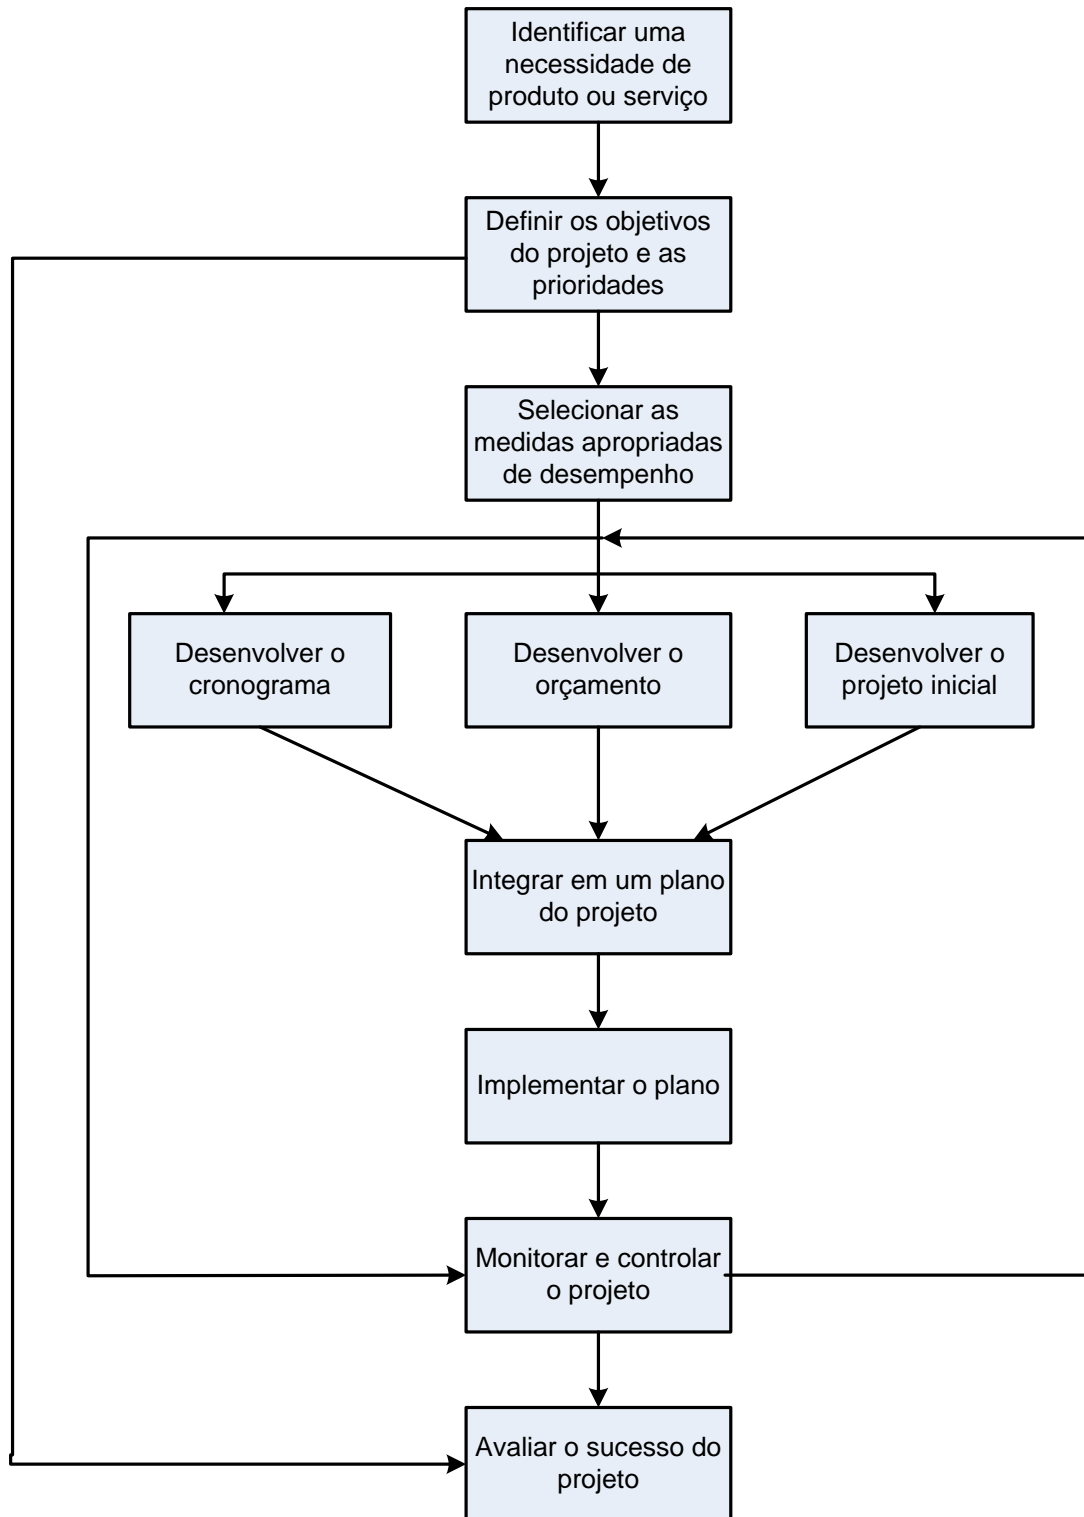 Identificar uma
necessidade de
produto ou serviço
Definir os objetivos
do projeto e as
prioridades
Selecionar as
medidas apropriadas
de desempenho
Desenvolver o
cronograma
Desenvolver o
orçamento
Desenvolver o
projeto inicial
Integrar em um plano
do projeto
Implementar o plano
Monitorar e controlar
o projeto
Avaliar o sucesso do
projeto